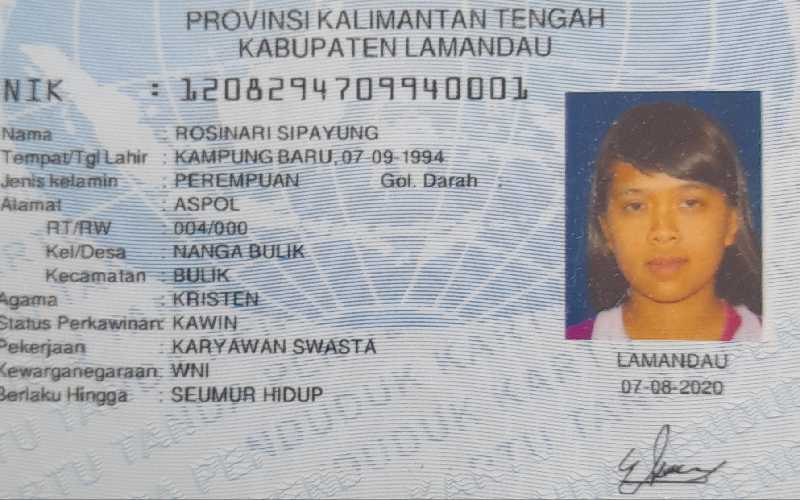 PROVINSI KALIMANTAN TENGAH
KABUPATEN LAMANDAU
NIK : 1208294709940001
Nama : ROSINARI SIPAYUNG
Tempat/Tgl Lahir : KAMPUNG BARU, 07-09-1994
Jenis kelamin : PEREMPUAN Gol. Darah :
Alamat : ASPOL
RT/RW : 004/000
Kel/Desa : NANGA BULIK
Kecamatan : BULIK
Agama : KRISTEN
Status Perkawinan: KAWIN
Pekerjaan : KARYAWAN SWASTA
Kewarganegaraan: WNI
Berlaku Hingga : SEUMUR HIDUP
LAMANDAU
07-08-2020